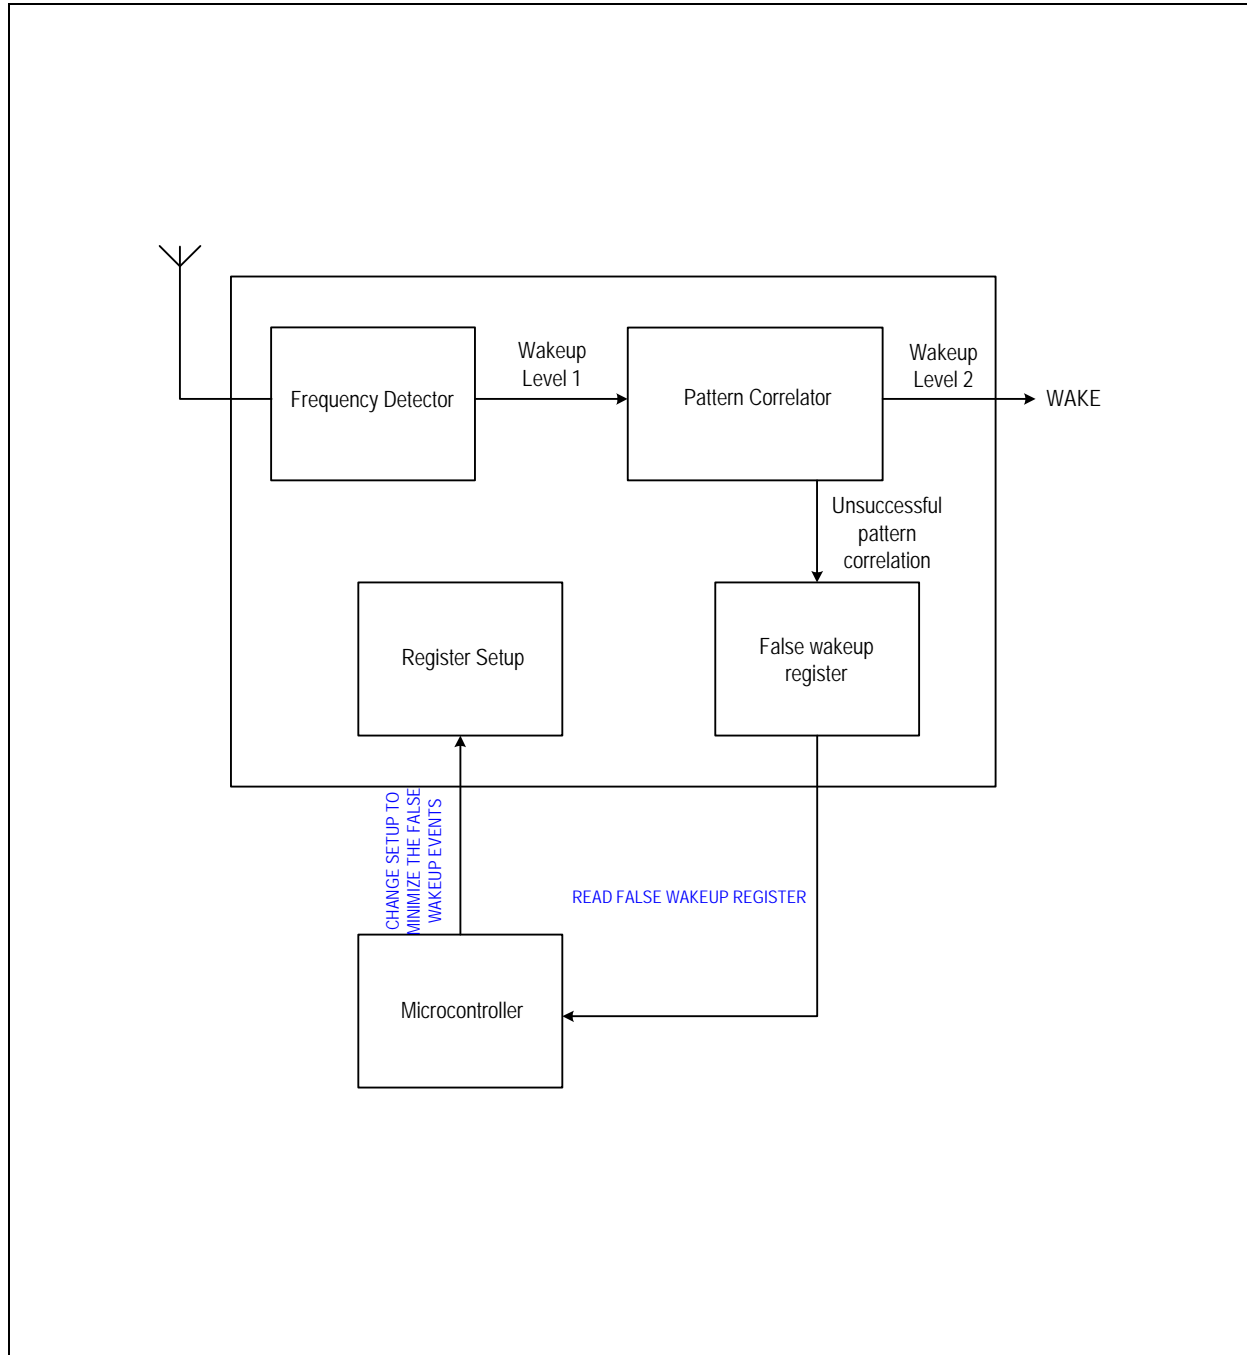 Wakeup
Level 1
Wakeup
Level 2
Frequency Detector
Pattern Correlator
WAKE
Unsuccessful
pattern
correlation
Register Setup
False wakeup
register
CHANGE SETUP TO
MINIMIZE THE FALSE
WAKEUP EVENTS
READ FALSE WAKEUP REGISTER
Microcontroller